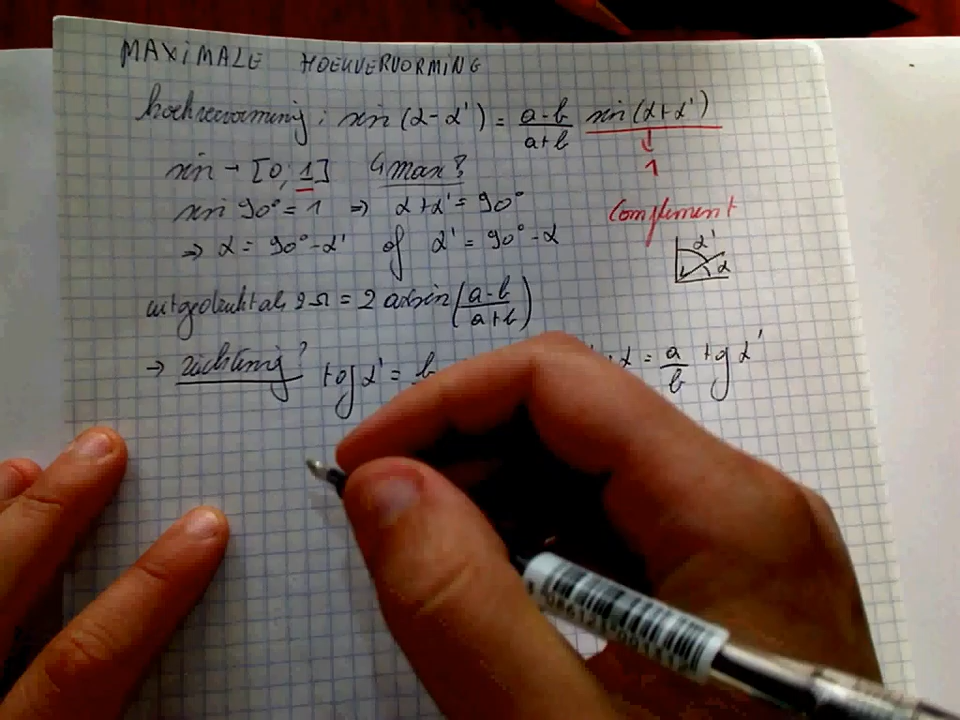 MAXIMALE HOEKVERVORMING
hoekvervorming : sin (α - α') = a-b/a+b sin (α+α')
sin → [0, 1] ↳ max? 1
sin 90° = 1 ⇒ α+α' = 90° Complement
⇒ α = 90° - α' of α' = 90° - α α' α
uitgedrukt als 2Ω = 2 arcsin (a-b/a+b)
→ richting? tg α' = b α = a/b tg α'